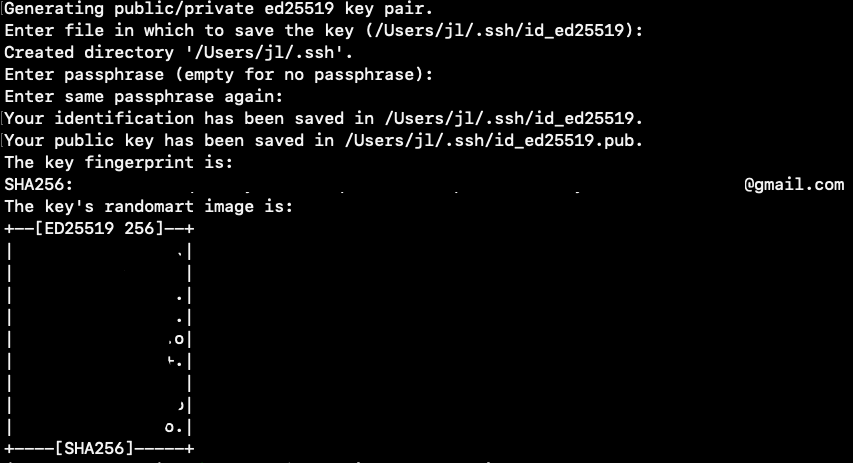 Generating public/private ed25519 key pair.
Enter file in which to save the key (/Users/jl/.ssh/id_ed25519):
Created directory '/Users/jl/.ssh'.
Enter passphrase (empty for no passphrase):
Enter same passphrase again:
Your identification has been saved in /Users/jl/.ssh/id_ed25519.
Your public key has been saved in /Users/jl/.ssh/id_ed25519.pub.
The key fingerprint is:
SHA256: @gmail.com
The key's randomart image is:
+--[ED25519 256]--+
|                 |
|                 |
|                .|
|                .|
|               .o|
|                .|
|                 |
|                 |
|               o.|
+----[SHA256]-----+